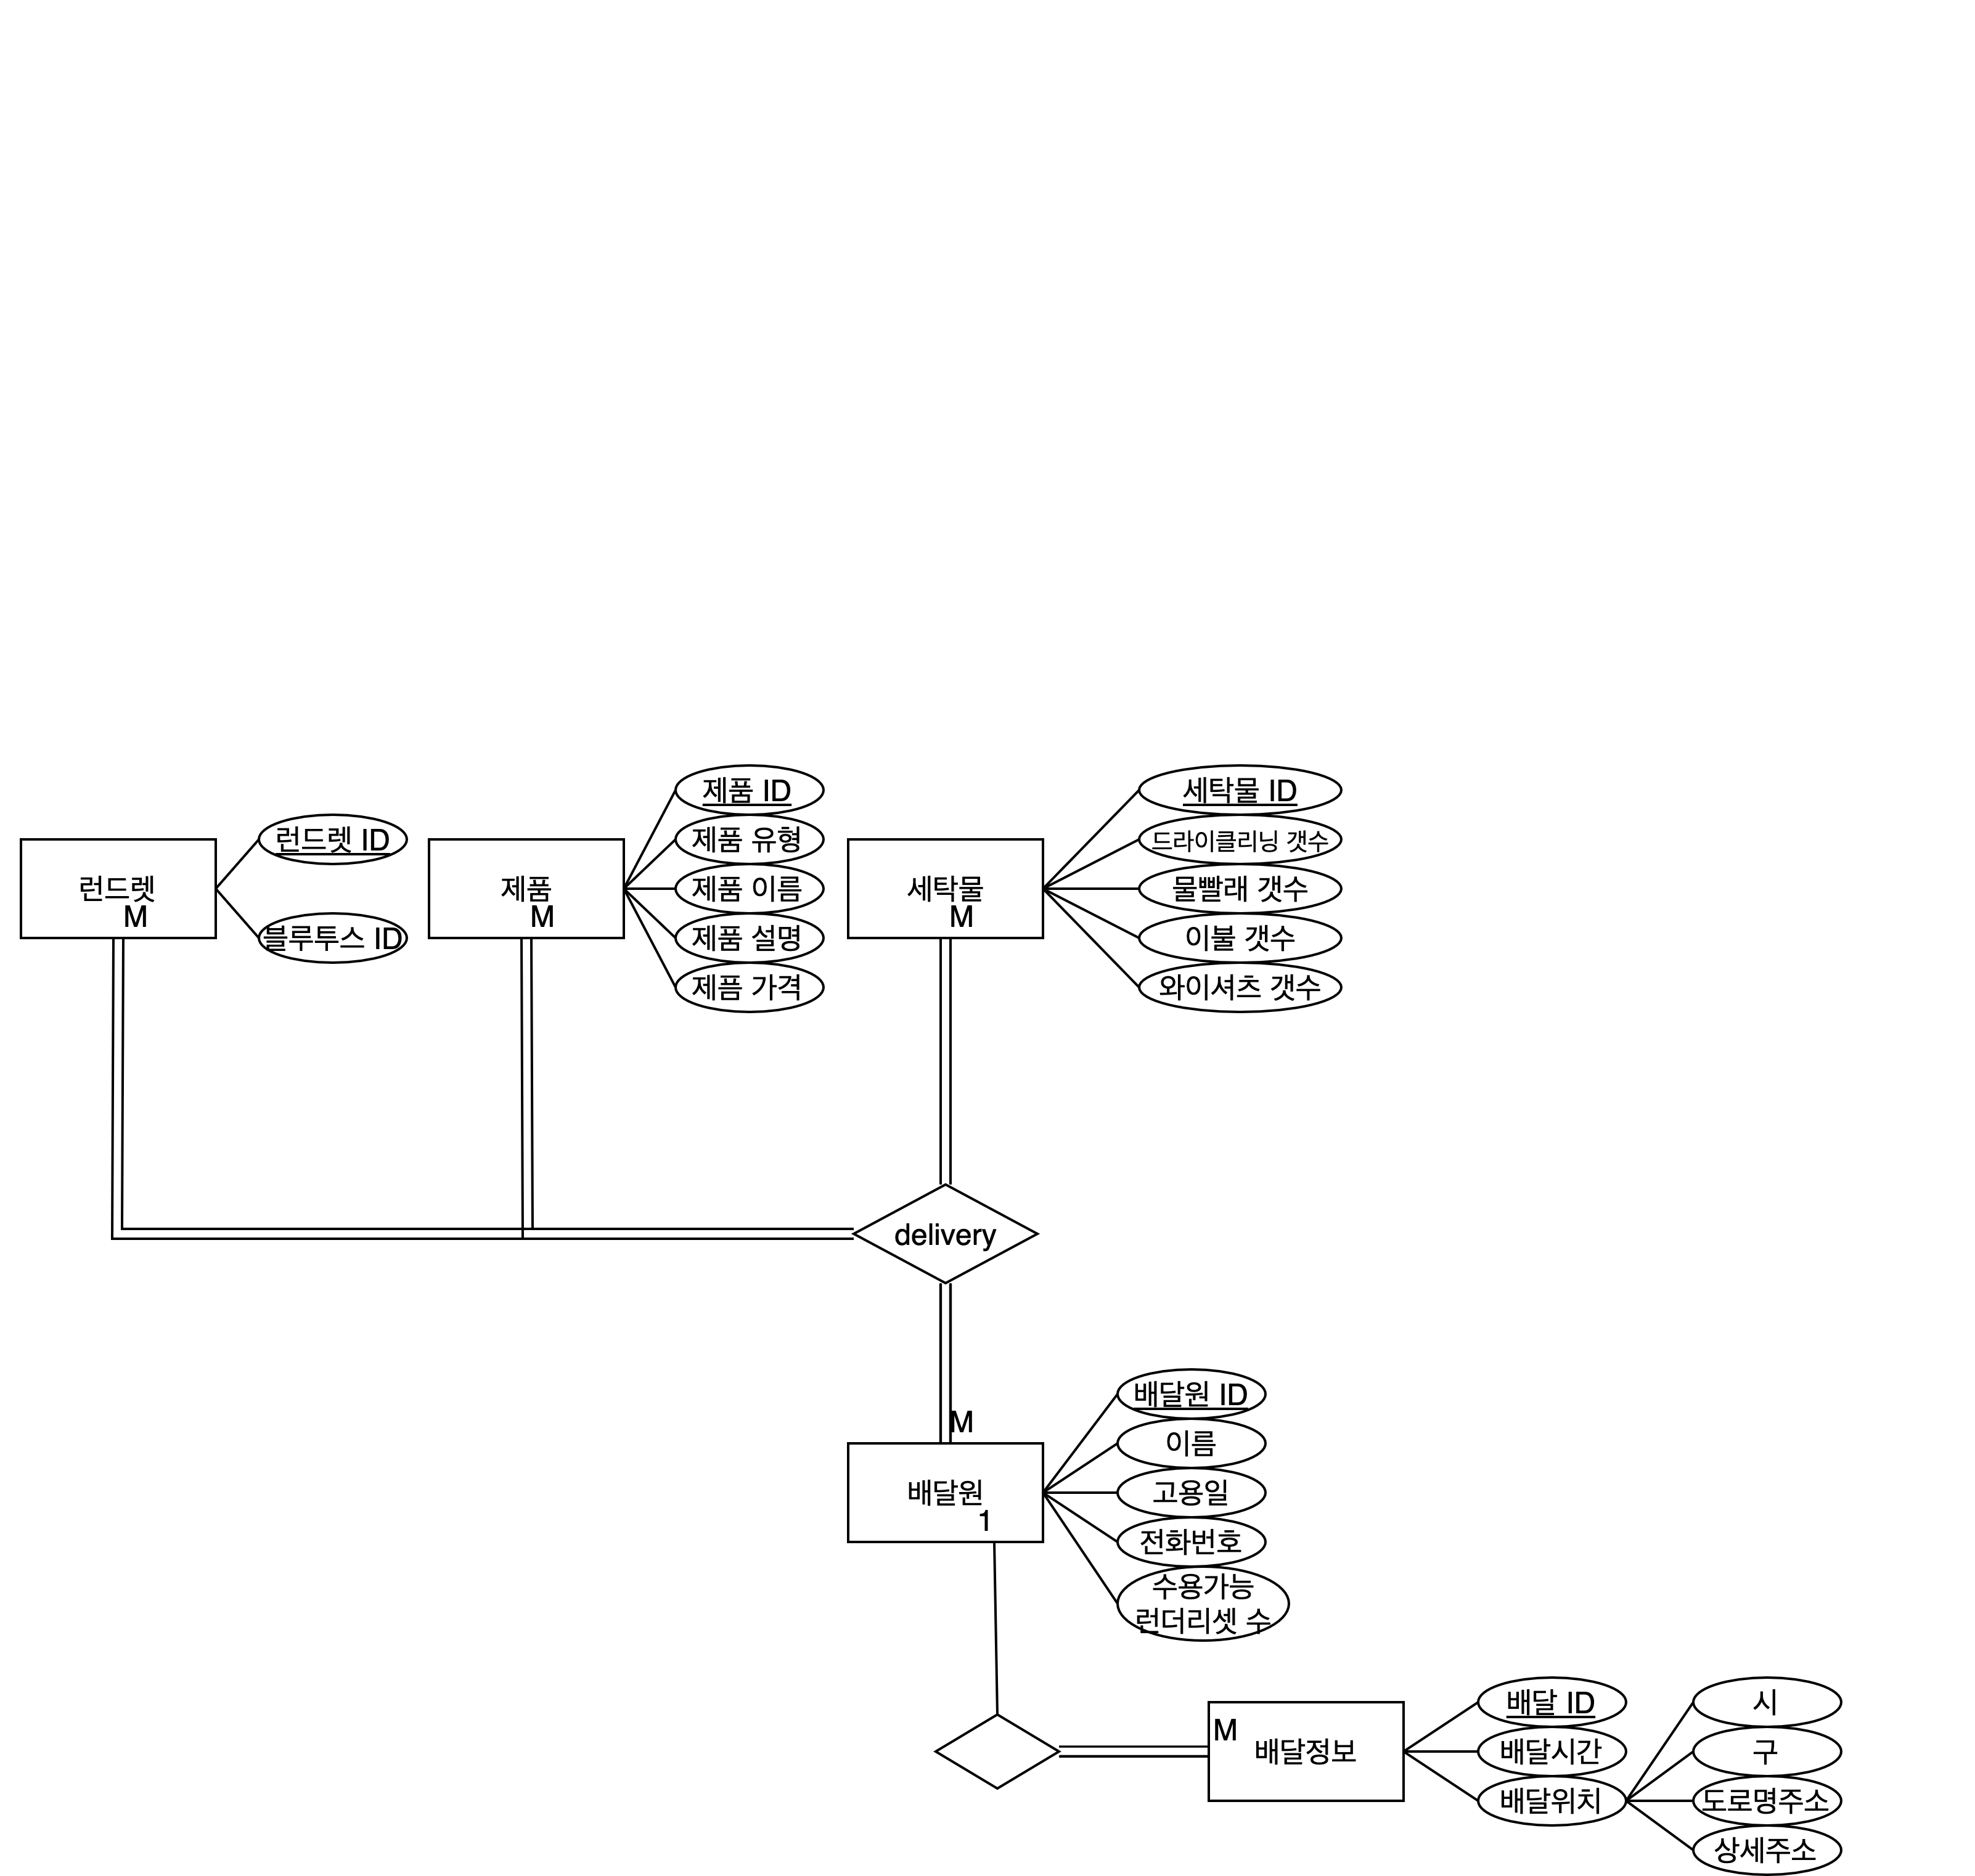 런드렛
M
런드렛 ID
블루투스 ID
제품
M
제품 ID
제품 유형
제품 이름
제품 설명
제픔 가격
세탁물
M
세탁물 ID
드라이클리닝 갯수
물빨래 갯수
이불 갯수
와이셔츠 갯수
delivery
M
배달원
1
배달원 ID
이름
고용일
전화번호
수용가능
런더리셋 수
M
배달정보
배달 ID
배달시간
배달위치
시
구
도로명주소
상세주소